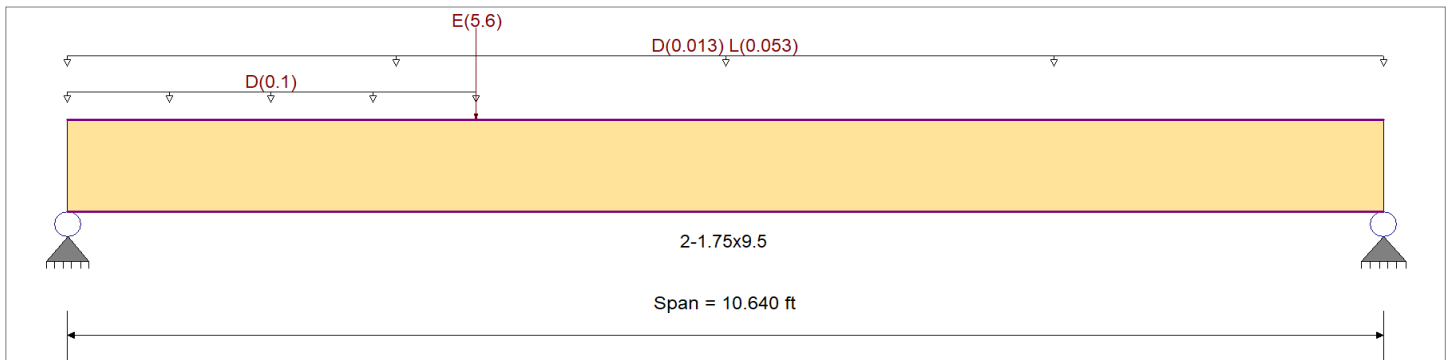 E(5.6)
D(0.013) L(0.053)
D(0.1)
2-1.75x9.5
Span = 10.640 ft